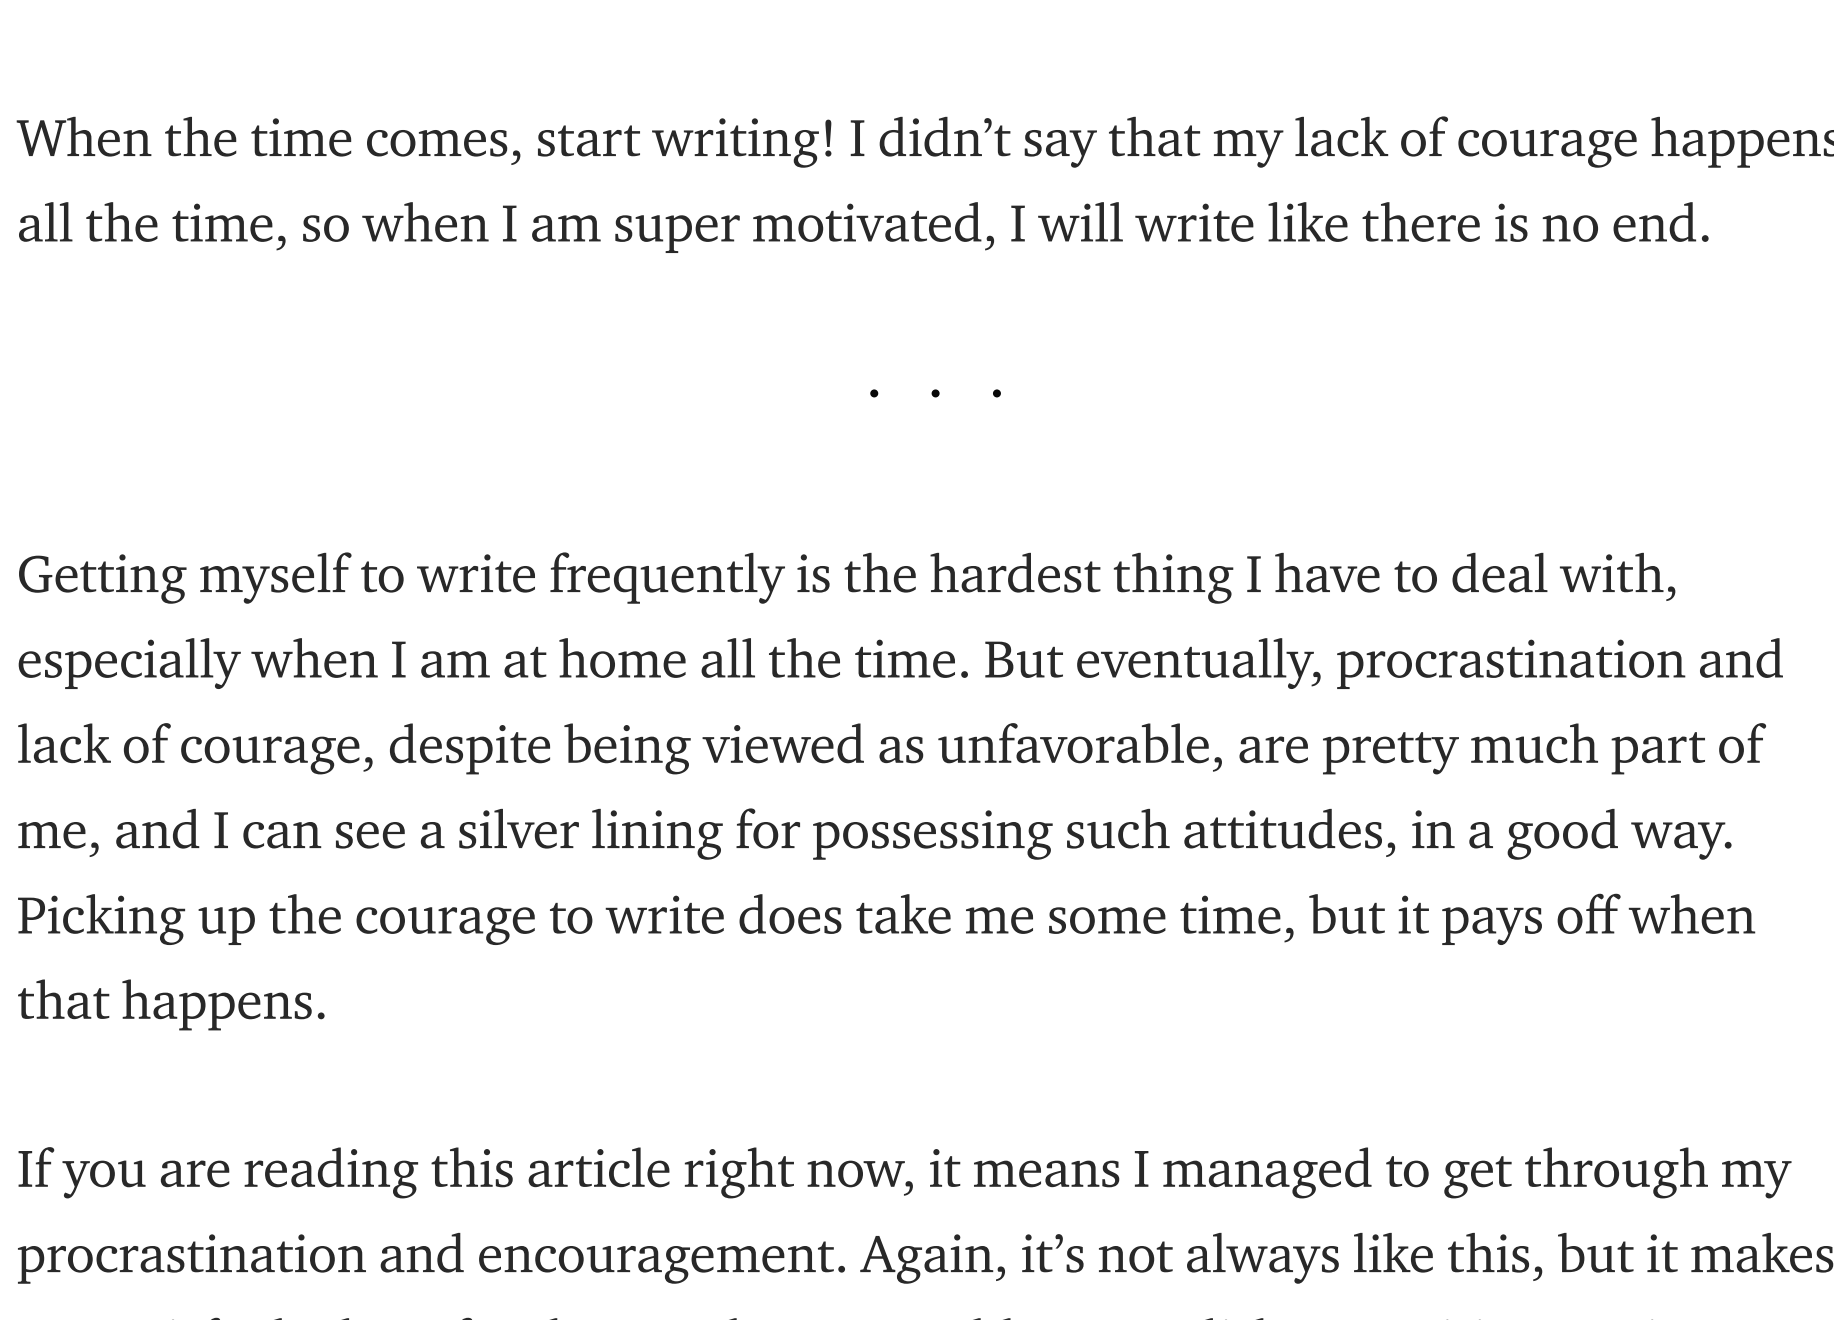 When the time comes, start writing! I didn’t say that my lack of courage happens
all the time, so when I am super motivated, I will write like there is no end.
. . .
Getting myself to write frequently is the hardest thing I have to deal with,
especially when I am at home all the time. But eventually, procrastination and
lack of courage, despite being viewed as unfavorable, are pretty much part of
me, and I can see a silver lining for possessing such attitudes, in a good way.
Picking up the courage to write does take me some time, but it pays off when
that happens.
If you are reading this article right now, it means I managed to get through my
procrastination and encouragement. Again, it’s not always like this, but it makes